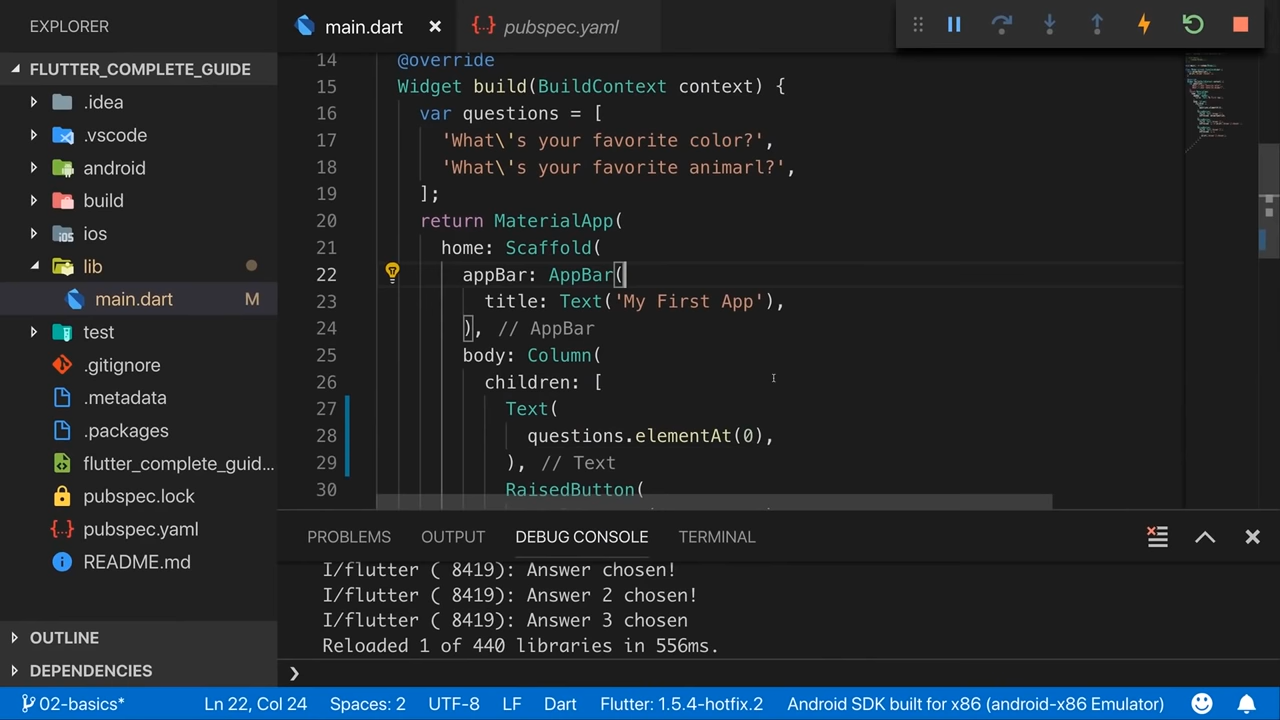 EXPLORER
FLUTTER_COMPLETE_GUIDE
.idea
.vscode
android
build
ios
lib
main.dart M
test
.gitignore
.metadata
.packages
flutter_complete_guid...
pubspec.lock
pubspec.yaml
README.md
OUTLINE
DEPENDENCIES
main.dart
pubspec.yaml
14 @override
15 Widget build(BuildContext context) {
16 var questions = [
17 'What\'s your favorite color?',
18 'What\'s your favorite animarl?',
19 ];
20 return MaterialApp(
21 home: Scaffold(
22 appBar: AppBar(
23 title: Text('My First App'),
24 ), // AppBar
25 body: Column(
26 children: [
27 Text(
28 questions.elementAt(0),
29 ), // Text
30 RaisedButton(
PROBLEMS OUTPUT DEBUG CONSOLE TERMINAL
I/flutter ( 8419): Answer chosen!
I/flutter ( 8419): Answer 2 chosen!
I/flutter ( 8419): Answer 3 chosen
Reloaded 1 of 440 libraries in 556ms.
02-basics* Ln 22, Col 24 Spaces: 2 UTF-8 LF Dart Flutter: 1.5.4-hotfix.2 Android SDK built for x86 (android-x86 Emulator)